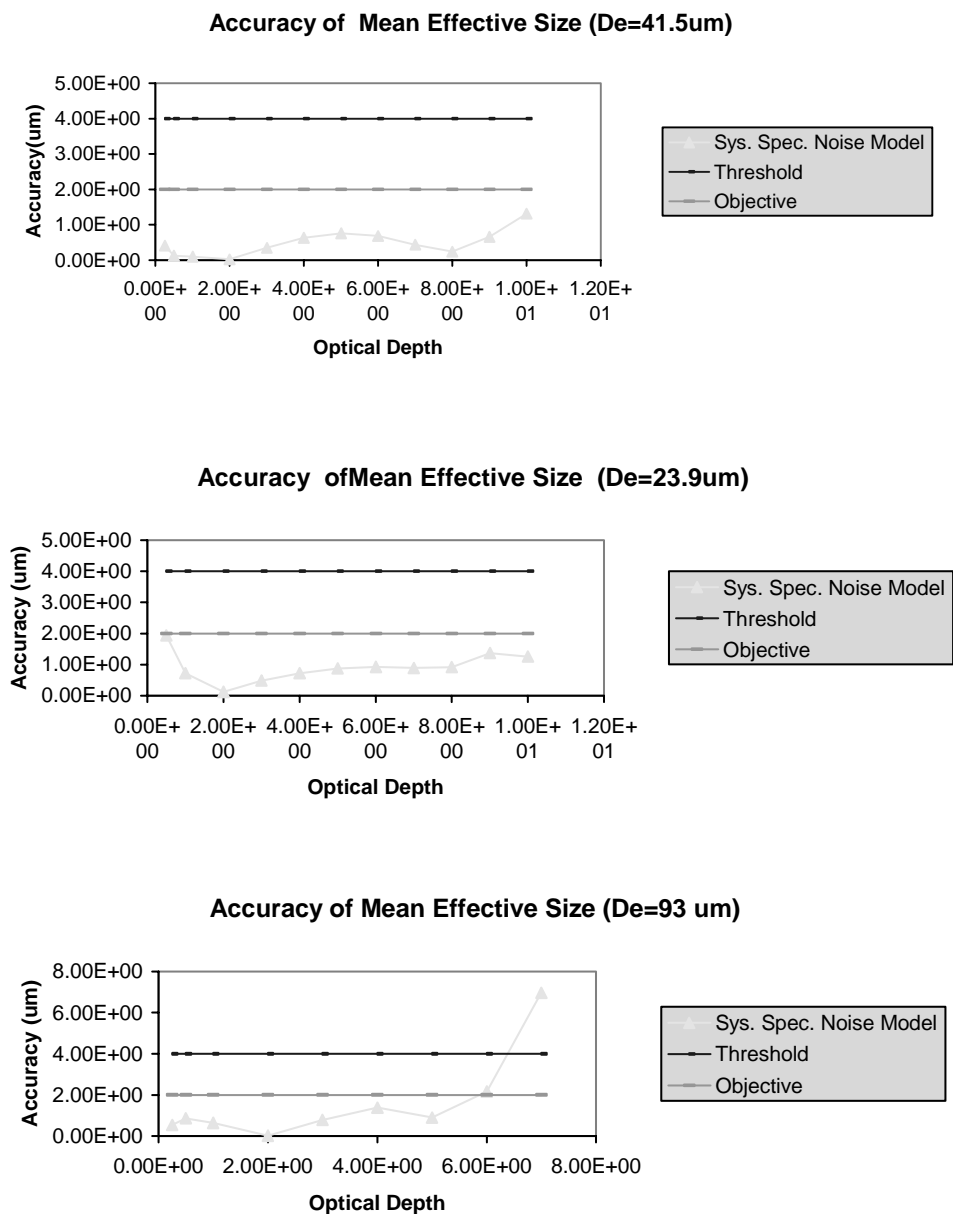 Accuracy of Mean Effective Size (De=41.5um)
5.00E+00
4.00E+00
3.00E+00
2.00E+00
1.00E+00
0.00E+00
Accuracy(um)
0.00E+ 2.00E+ 4.00E+ 6.00E+ 8.00E+ 1.00E+ 1.20E+
00 00 00 00 00 01 01
Optical Depth
Sys. Spec. Noise Model
Threshold
Objective
Accuracy ofMean Effective Size (De=23.9um)
5.00E+00
4.00E+00
3.00E+00
2.00E+00
1.00E+00
0.00E+00
Accuracy (um)
0.00E+ 2.00E+ 4.00E+ 6.00E+ 8.00E+ 1.00E+ 1.20E+
00 00 00 00 00 01 01
Optical Depth
Sys. Spec. Noise Model
Threshold
Objective
Accuracy of Mean Effective Size (De=93 um)
8.00E+00
6.00E+00
4.00E+00
2.00E+00
0.00E+00
Accuracy (um)
0.00E+00 2.00E+00 4.00E+00 6.00E+00 8.00E+00
Optical Depth
Sys. Spec. Noise Model
Threshold
Objective